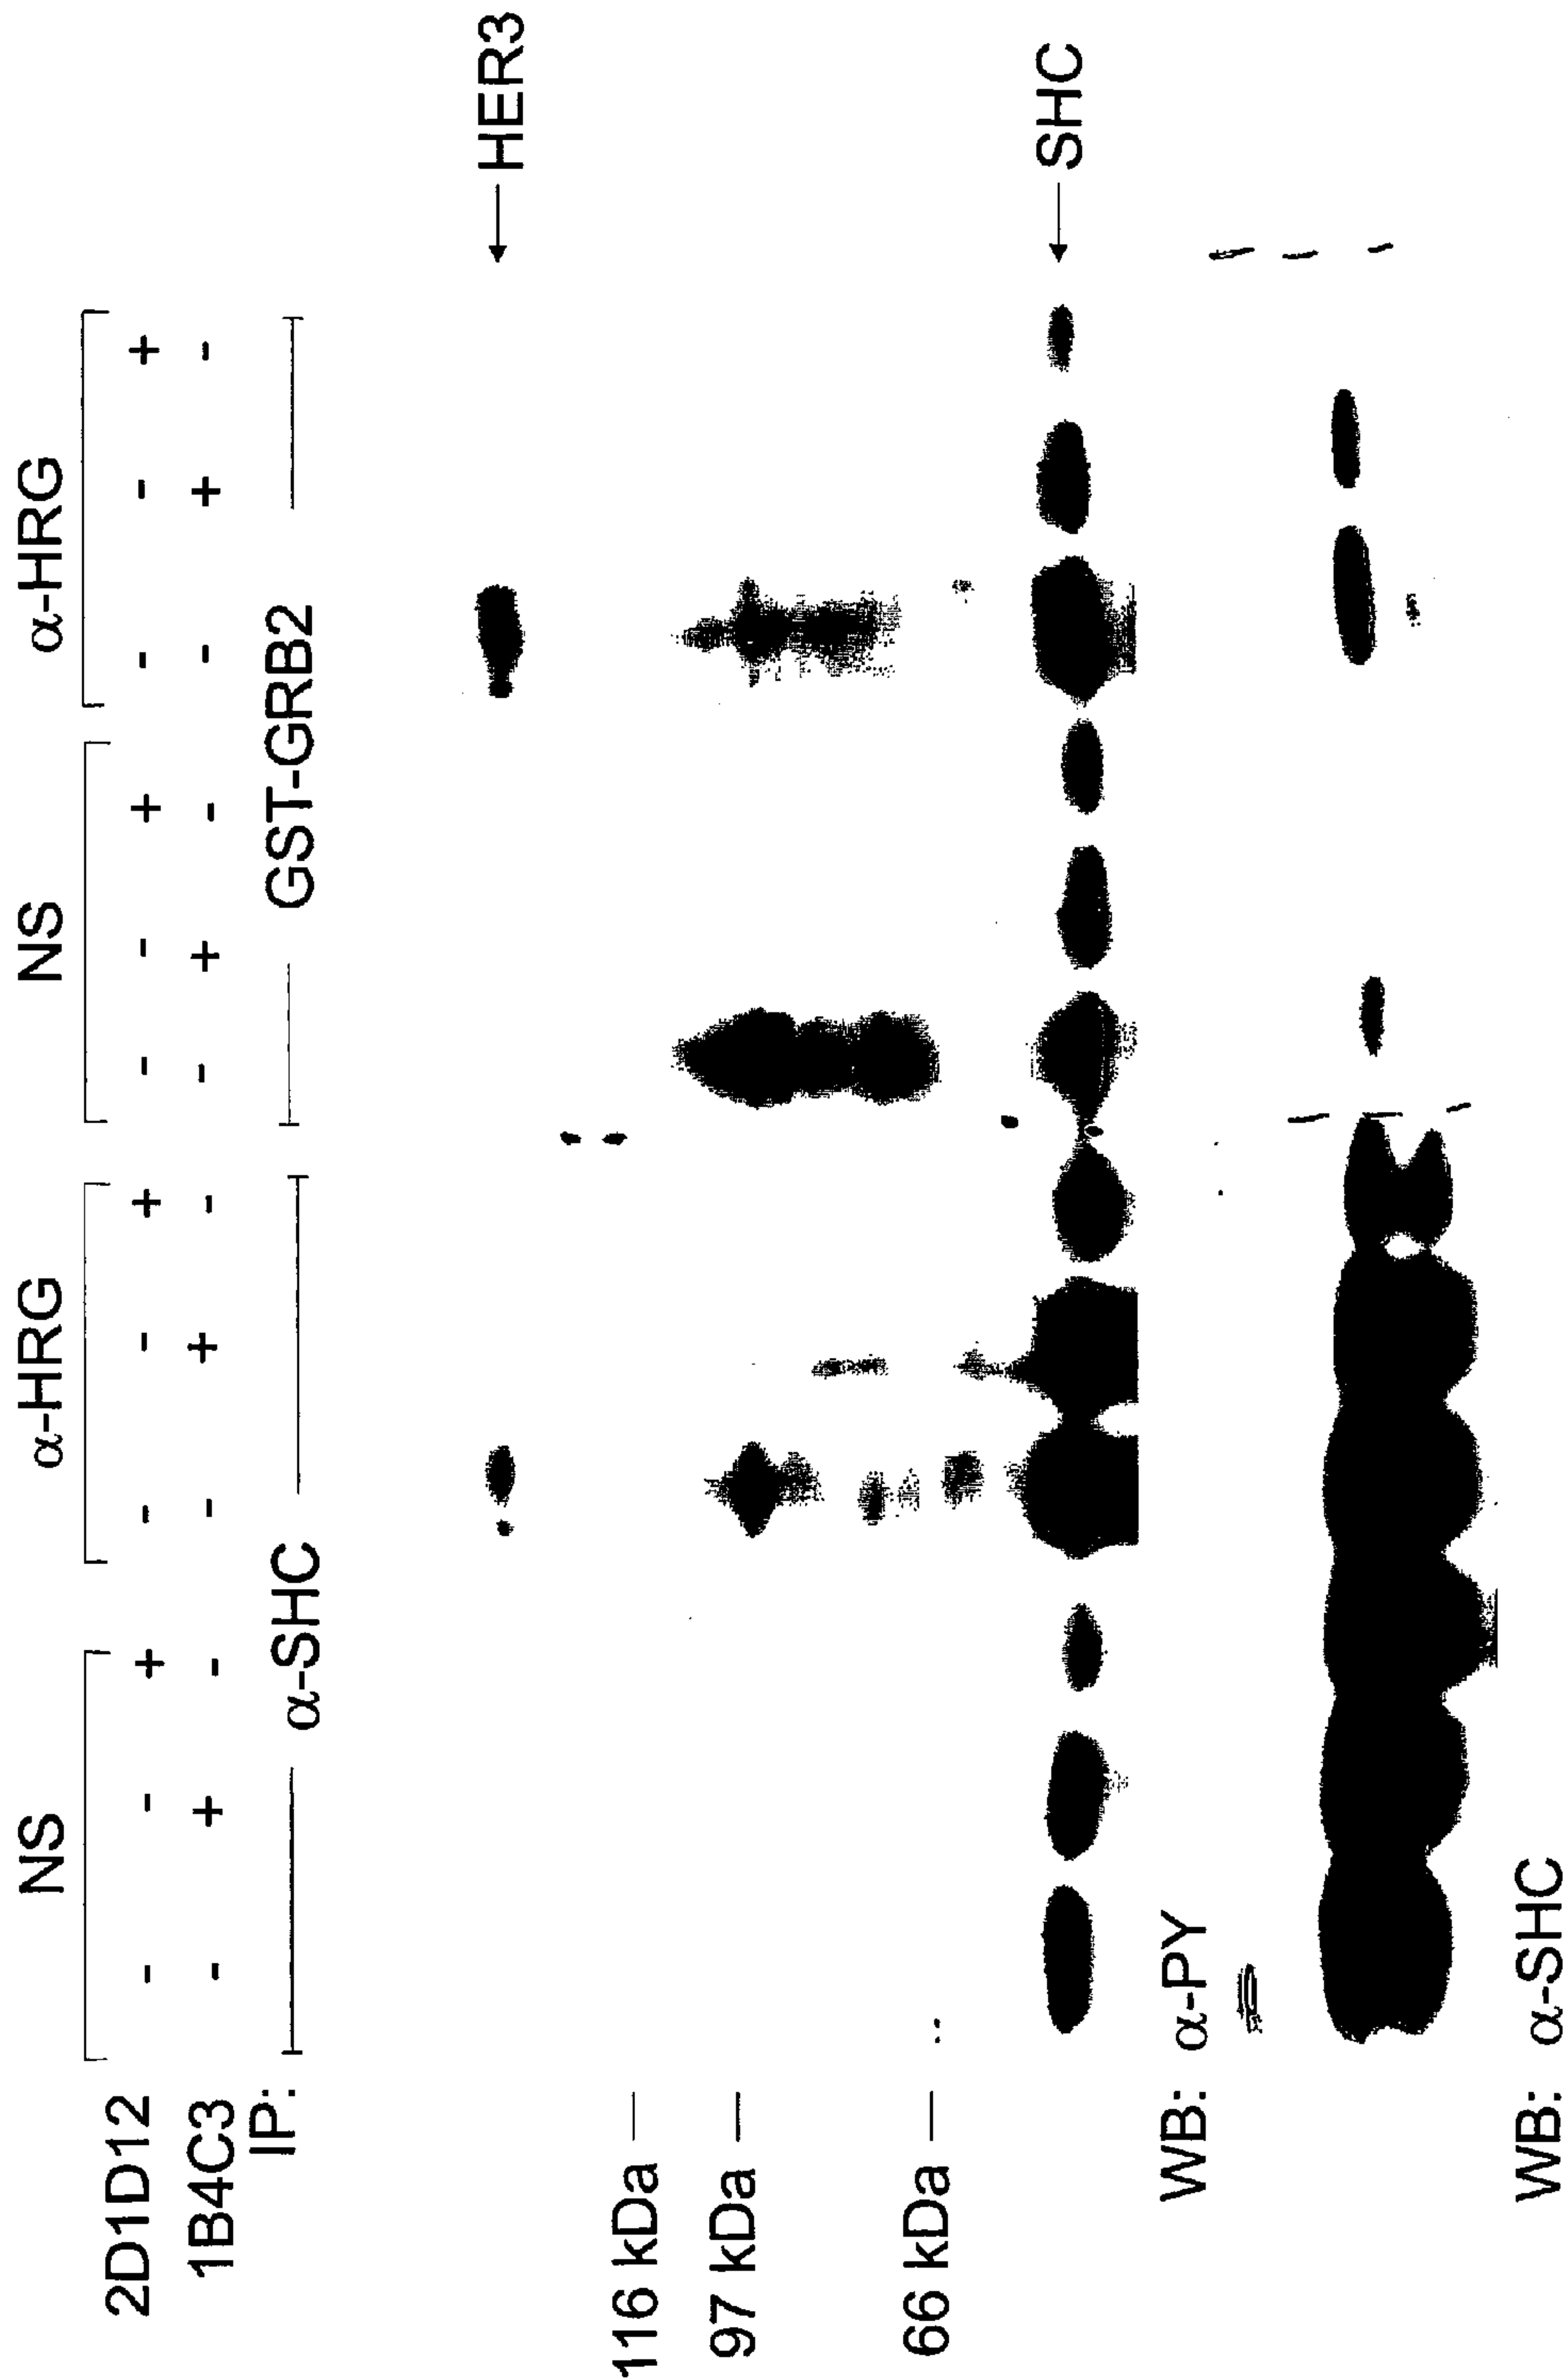 NS α-HRG NS α-HRG
2D1D12 - - + - - + - - + - - +
1B4C3 - + - - + - - + - - + -
IP: α-SHC GST-GRB2
HER3
116 kDa
97 kDa
66 kDa
SHC
WB: α-PY
WB: α-SHC